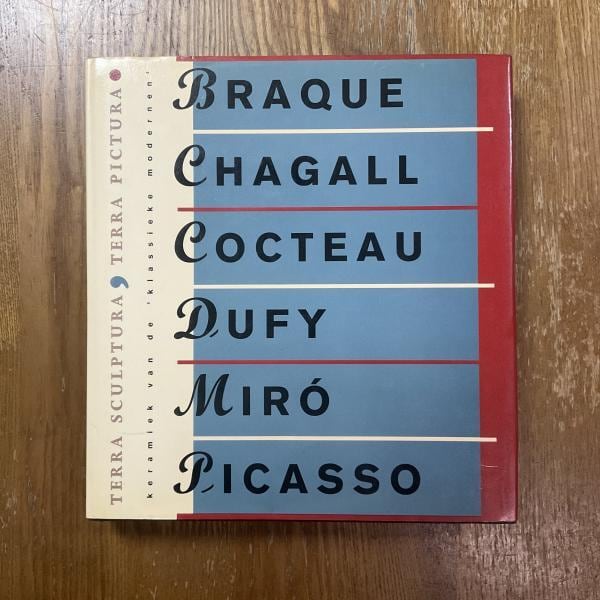 TERRA SCULPTURA, TERRA PICTURA.
keramiek van de 'klassieke modernen'
BRAQUE
CHAGALL
COCTEAU
DUFY
MIRÓ
PICASSO